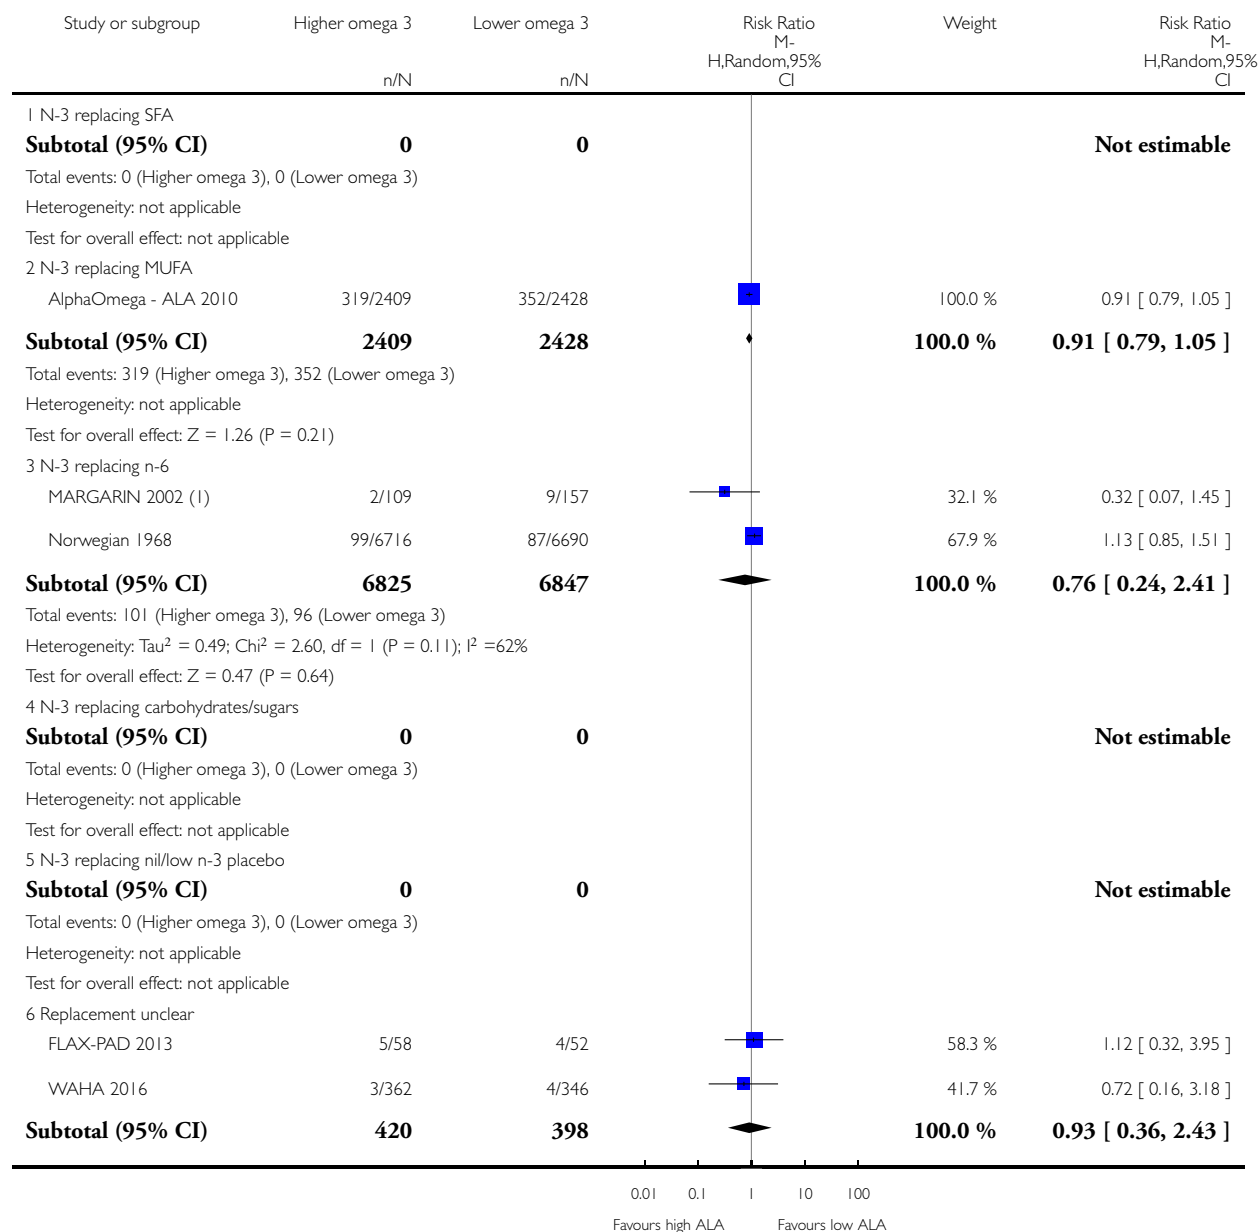 Study or subgroup Higher omega 3 Lower omega 3 Risk Ratio Weight Risk Ratio
M- M-
H,Random,95% H,Random,95%
n/N n/N CI CI
1 N-3 replacing SFA
Subtotal (95% CI) 0 0 Not estimable
Total events: 0 (Higher omega 3), 0 (Lower omega 3)
Heterogeneity: not applicable
Test for overall effect: not applicable
2 N-3 replacing MUFA
AlphaOmega - ALA 2010 319/2409 352/2428 100.0 % 0.91 [ 0.79, 1.05 ]
Subtotal (95% CI) 2409 2428 100.0 % 0.91 [ 0.79, 1.05 ]
Total events: 319 (Higher omega 3), 352 (Lower omega 3)
Heterogeneity: not applicable
Test for overall effect: Z = 1.26 (P = 0.21)
3 N-3 replacing n-6
MARGARIN 2002 (1) 2/109 9/157 32.1 % 0.32 [ 0.07, 1.45 ]
Norwegian 1968 99/6716 87/6690 67.9 % 1.13 [ 0.85, 1.51 ]
Subtotal (95% CI) 6825 6847 100.0 % 0.76 [ 0.24, 2.41 ]
Total events: 101 (Higher omega 3), 96 (Lower omega 3)
Heterogeneity: Tau² = 0.49; Chi² = 2.60, df = 1 (P = 0.11); I² =62%
Test for overall effect: Z = 0.47 (P = 0.64)
4 N-3 replacing carbohydrates/sugars
Subtotal (95% CI) 0 0 Not estimable
Total events: 0 (Higher omega 3), 0 (Lower omega 3)
Heterogeneity: not applicable
Test for overall effect: not applicable
5 N-3 replacing nil/low n-3 placebo
Subtotal (95% CI) 0 0 Not estimable
Total events: 0 (Higher omega 3), 0 (Lower omega 3)
Heterogeneity: not applicable
Test for overall effect: not applicable
6 Replacement unclear
FLAX-PAD 2013 5/58 4/52 58.3 % 1.12 [ 0.32, 3.95 ]
WAHA 2016 3/362 4/346 41.7 % 0.72 [ 0.16, 3.18 ]
Subtotal (95% CI) 420 398 100.0 % 0.93 [ 0.36, 2.43 ]
0.01 0.1 1 10 100
Favours high ALA Favours low ALA